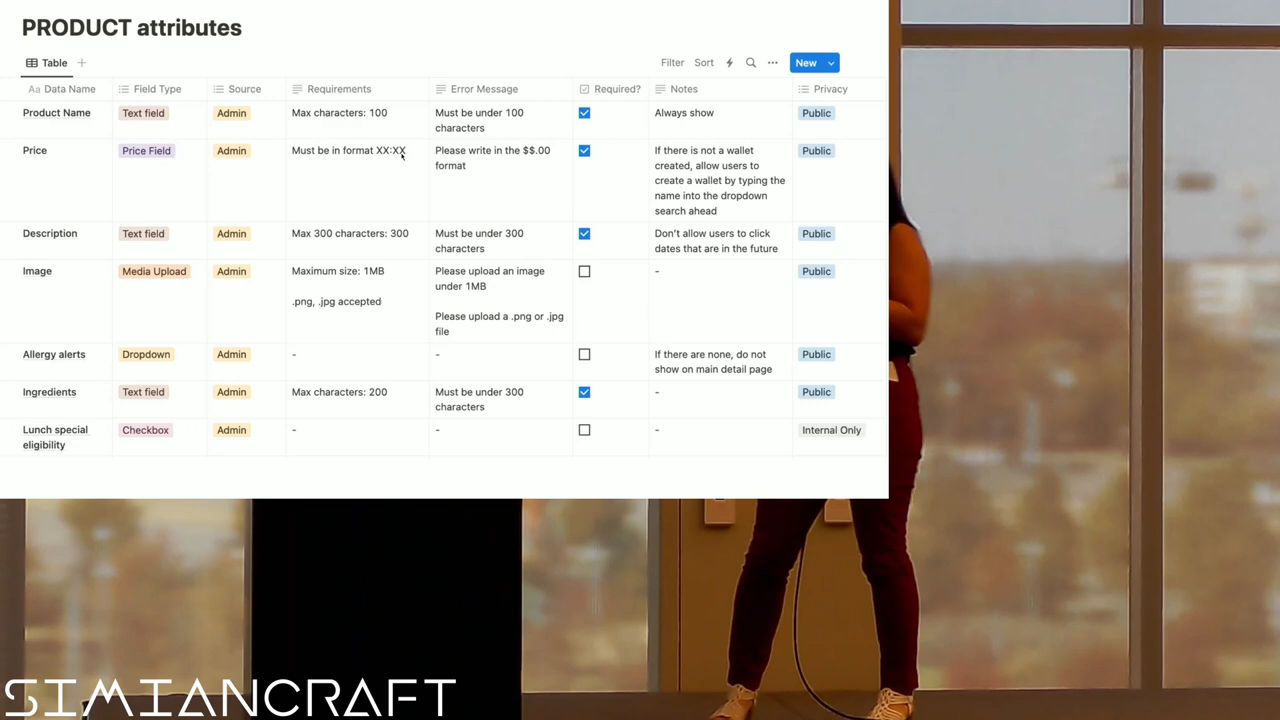 PRODUCT attributes
Table
Filter Sort New
Aa Data Name Field Type Source Requirements Error Message Required? Notes Privacy
Product Name Text field Admin Max characters: 100 Must be under 100 Always show Public
characters
Price Price Field Admin Must be in format XX:XX Please write in the $$.00 If there is not a wallet Public
format created, allow users to
create a wallet by typing the
name into the dropdown
search ahead
Description Text field Admin Max 300 characters: 300 Must be under 300 Don't allow users to click Public
characters dates that are in the future
Image Media Upload Admin Maximum size: 1MB Please upload an image - Public
under 1MB
.png, .jpg accepted
Please upload a .png or .jpg
file
Allergy alerts Dropdown Admin - - If there are none, do not Public
show on main detail page
Ingredients Text field Admin Max characters: 200 Must be under 300 - Public
characters
Lunch special Checkbox Admin - - - Internal Only
eligibility
SIMIANCRAFT